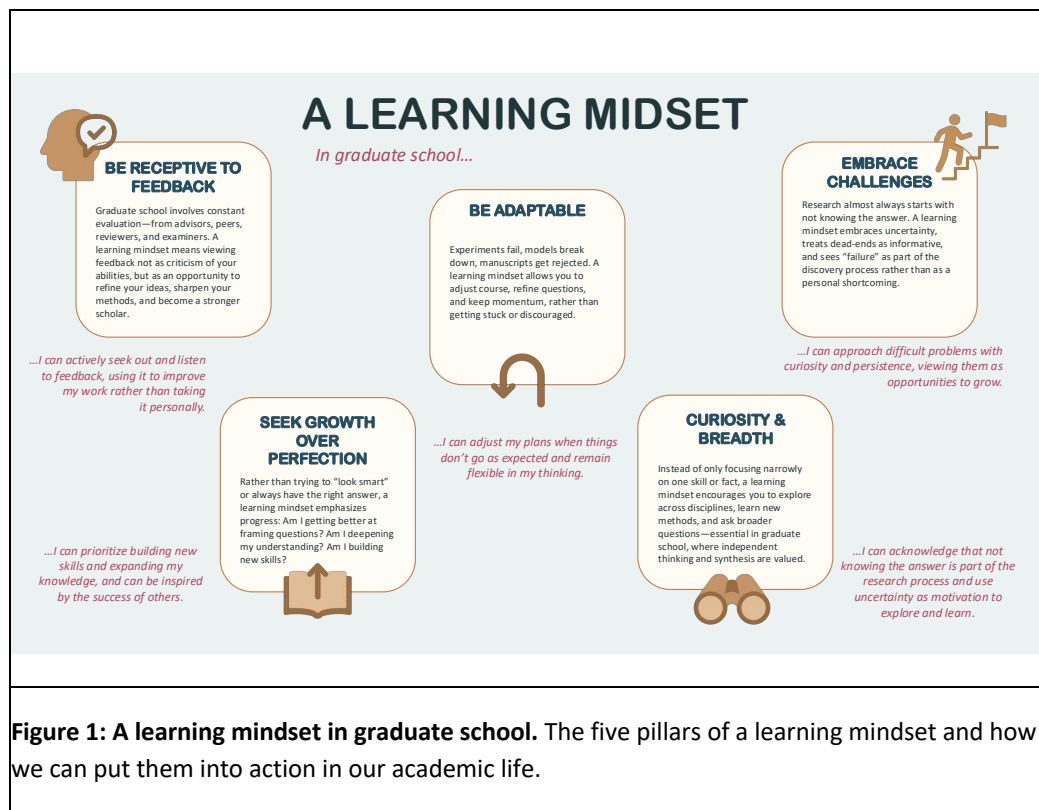 A LEARNING MIDSET
In graduate school…
BE RECEPTIVE TO
FEEDBACK
Graduate school involves constant
evaluation—from advisors, peers,
reviewers, and examiners. A
learning mindset means viewing
feedback not as criticism of your
abilities, but as an opportunity to
refine your ideas, sharpen your
methods, and become a stronger
scholar.
…I can actively seek out and listen
to feedback, using it to improve
my work rather than taking
it personally.
SEEK GROWTH
OVER
PERFECTION
Rather than trying to “look smart”
or always have the right answer, a
learning mindset emphasizes
progress: Am I getting better at
framing questions? Am I deepening
my understanding? Am I building
new skills?
…I can prioritize building new
skills and expanding my
knowledge, and can be inspired
by the success of others.
BE ADAPTABLE
Experiments fail, models break
down, manuscripts get rejected. A
learning mindset allows you to
adjust course, refine questions,
and keep momentum, rather than
getting stuck or discouraged.
…I can adjust my plans when things
don’t go as expected and remain
flexible in my thinking.
EMBRACE
CHALLENGES
Research almost always starts with
not knowing the answer. A learning
mindset embraces uncertainty,
treats dead-ends as informative,
and sees “failure” as part of the
discovery process rather than as a
personal shortcoming.
…I can approach difficult problems with
curiosity and persistence, viewing them as
opportunities to grow.
CURIOSITY &
BREADTH
Instead of only focusing narrowly
on one skill or fact, a learning
mindset encourages you to explore
across disciplines, learn new
methods, and ask broader
questions—essential in graduate
school, where independent
thinking and synthesis are valued.
…I can acknowledge that not
knowing the answer is part of the
research process and use
uncertainty as motivation to
explore and learn.
Figure 1: A learning mindset in graduate school. The five pillars of a learning mindset and how
we can put them into action in our academic life.